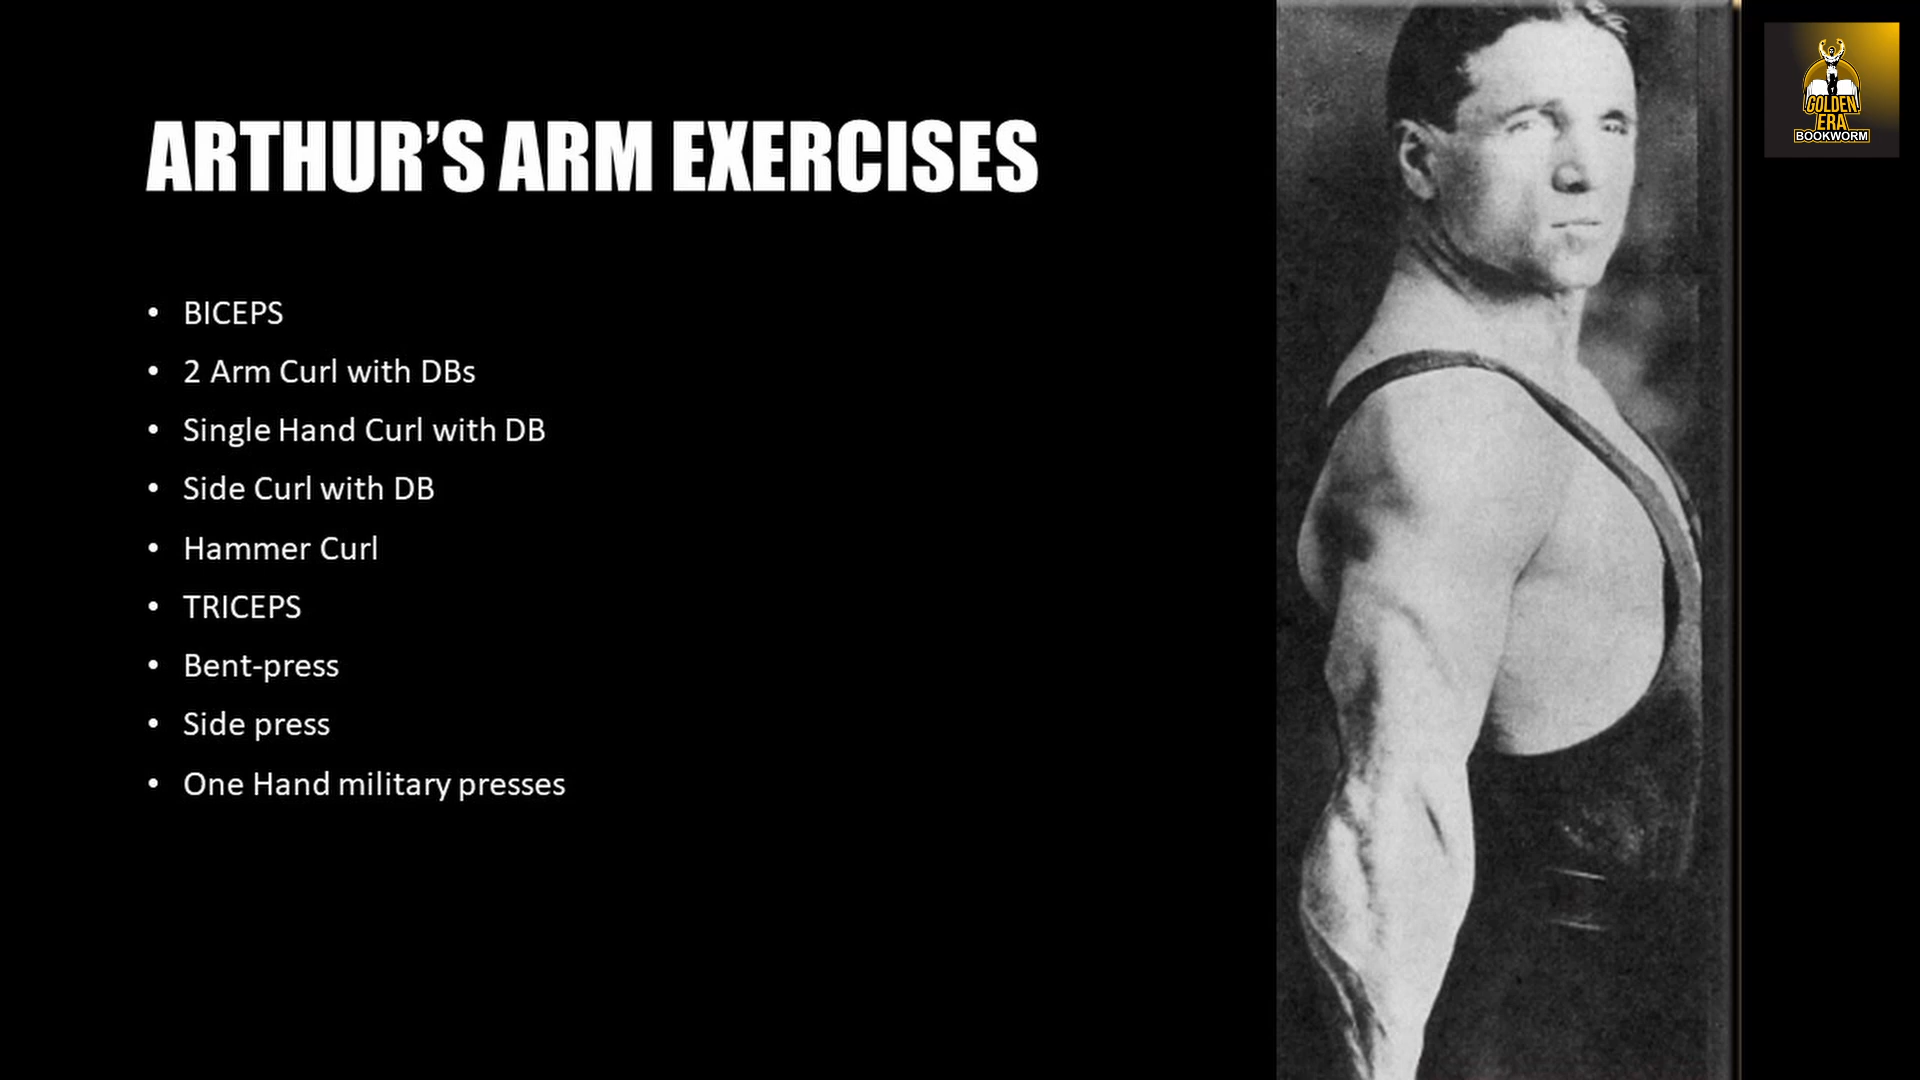 ARTHUR’S ARM EXERCISES
• BICEPS
• 2 Arm Curl with DBs
• Single Hand Curl with DB
• Side Curl with DB
• Hammer Curl
• TRICEPS
• Bent-press
• Side press
• One Hand military presses
GOLDEN
ERA
BOOKWORM